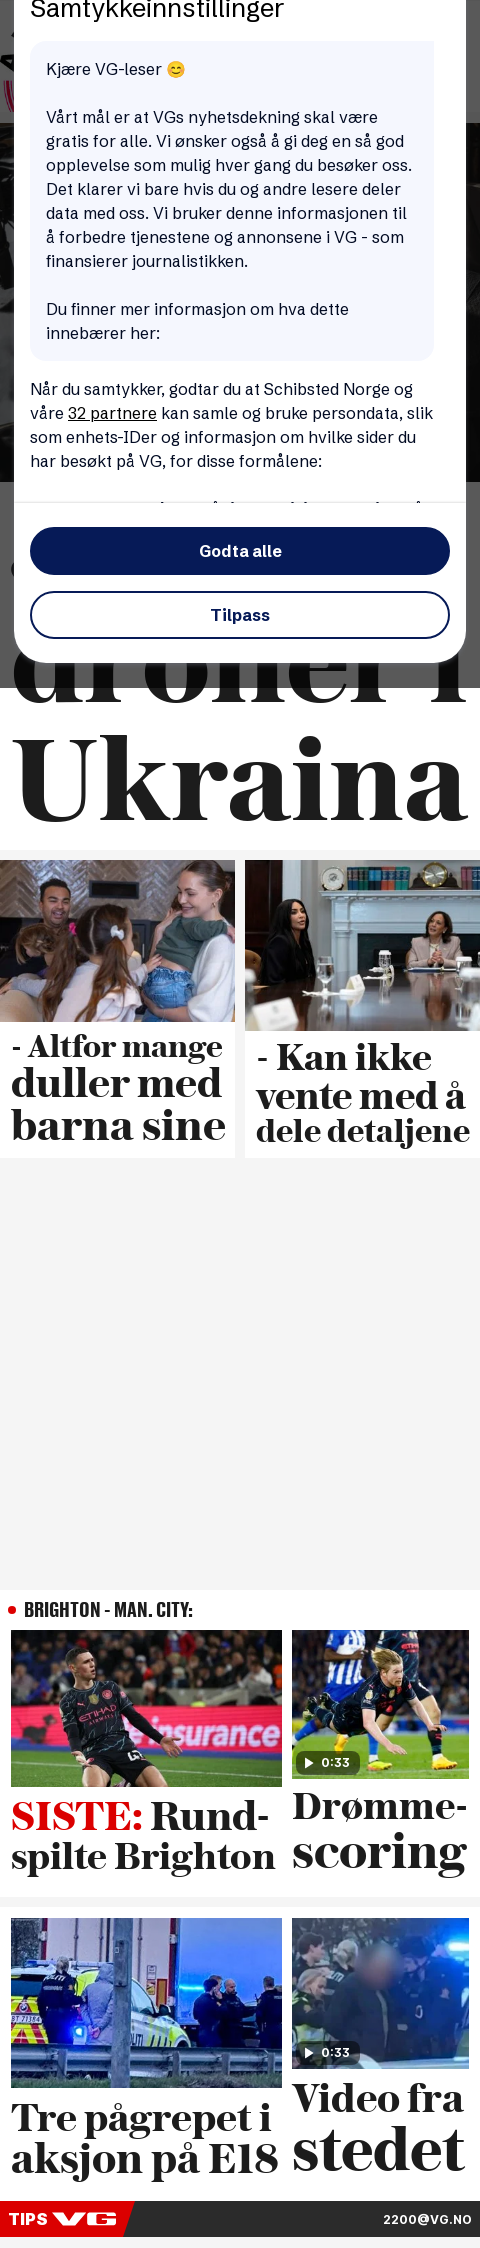 Samtykkeinnstillinger
Kjære VG-leser 😊
Vårt mål er at VGs nyhetsdekning skal være
gratis for alle. Vi ønsker også å gi deg en så god
opplevelse som mulig hver gang du besøker oss.
Det klarer vi bare hvis du og andre lesere deler
data med oss. Vi bruker denne informasjonen til
å forbedre tjenestene og annonsene i VG - som
finansierer journalistikken.
Du finner mer informasjon om hva dette
innebærer her:
Når du samtykker, godtar du at Schibsted Norge og
våre 32 partnere kan samle og bruke persondata, slik
som enhets-IDer og informasjon om hvilke sider du
har besøkt på VG, for disse formålene:
Godta alle
Tilpass
droner i
Ukraina
- Altfor mange
duller med
barna sine
- Kan ikke
vente med å
dele detaljene
BRIGHTON - MAN. CITY:
insurance
ETIHAD
0:33
SISTE: Rund-
spilte Brighton
Drømme-
scoring
0:33
Tre pågrepet i
aksjon på E18
Video fra
stedet
TIPS VG
2200@VG.NO